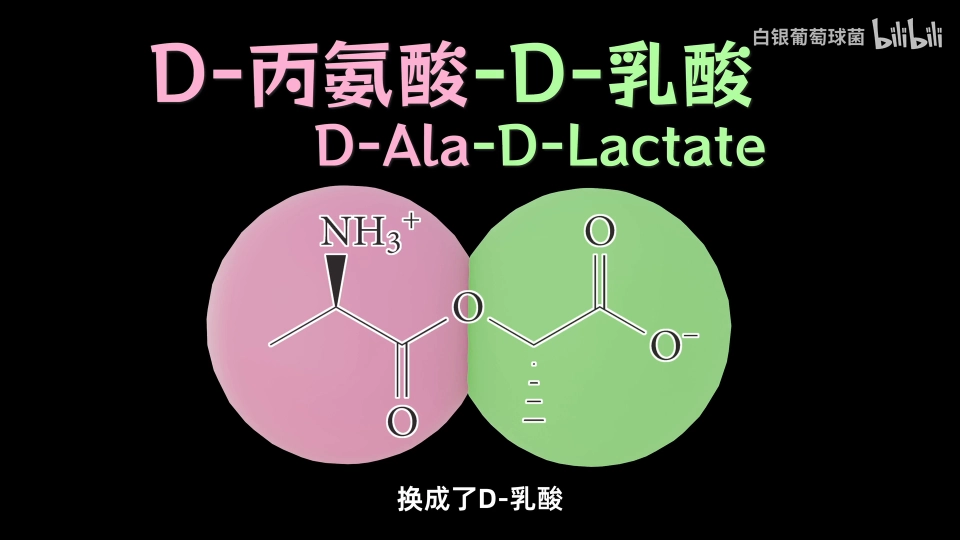 白银葡萄球菌 bilibili
D-丙氨酸-D-乳酸
D-Ala-D-Lactate
NH₃⁺
O
O
O⁻
O
换成了D-乳酸